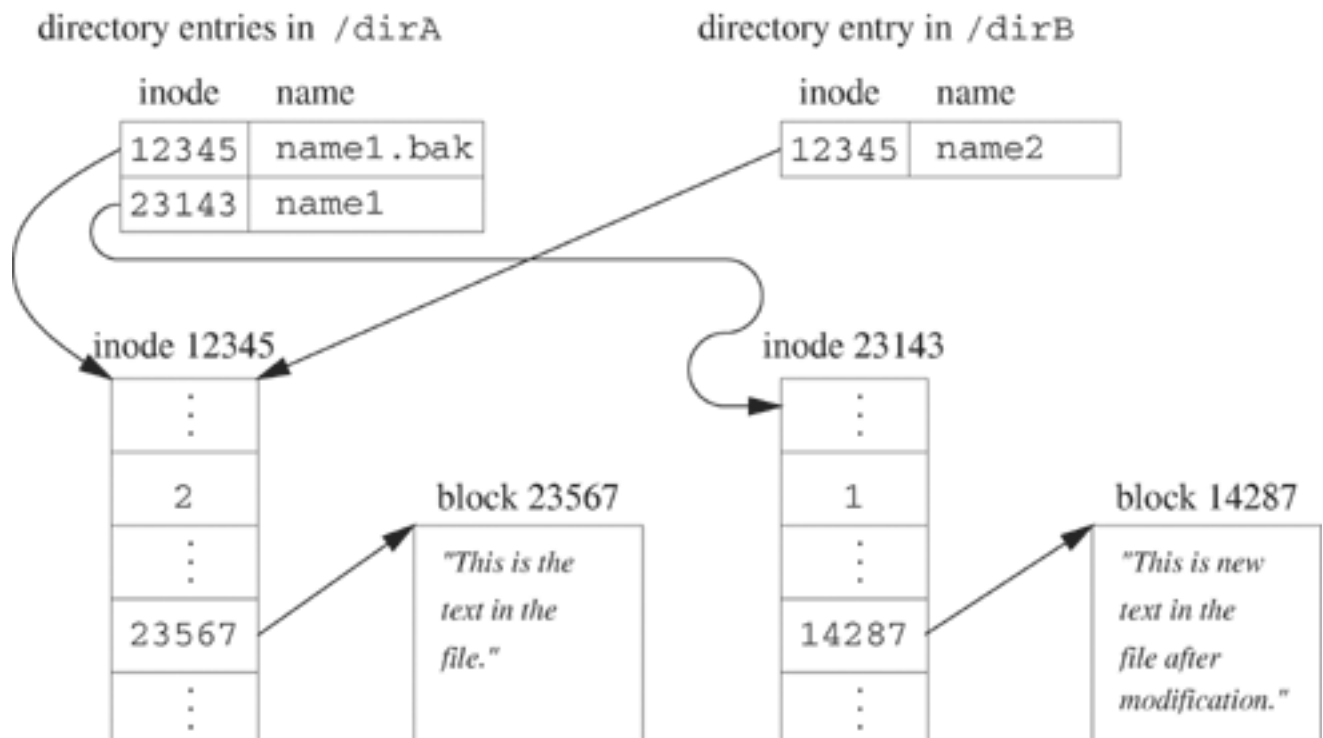 directory entries in /dirA
directory entry in /dirB
inode name
12345 name1.bak
23143 name1
inode name
12345 name2
inode 12345
⋮
2
⋮
23567
⋮
block 23567
"This is the
text in the
file."
inode 23143
⋮
1
⋮
14287
⋮
block 14287
"This is new
text in the
file after
modification."